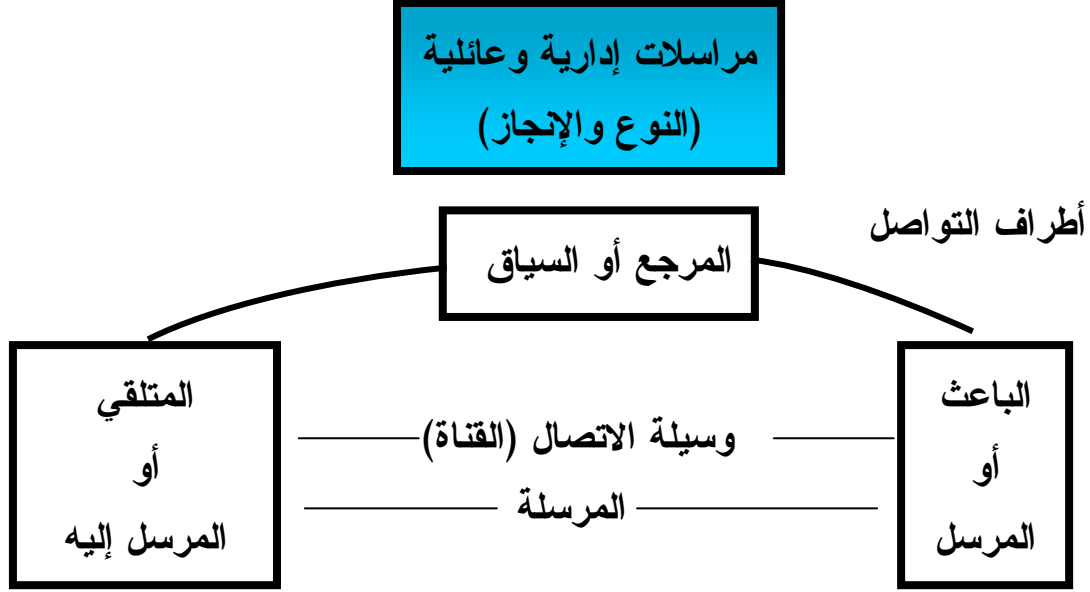 مراسلات إدارية وعائلية
(النوع والإنجاز)
أطراف التواصل
المرجع أو السياق
الباعث
أو
المرسل
وسيلة الاتصال (القناة)
المرسلة
المتلقي
أو
المرسل إليه